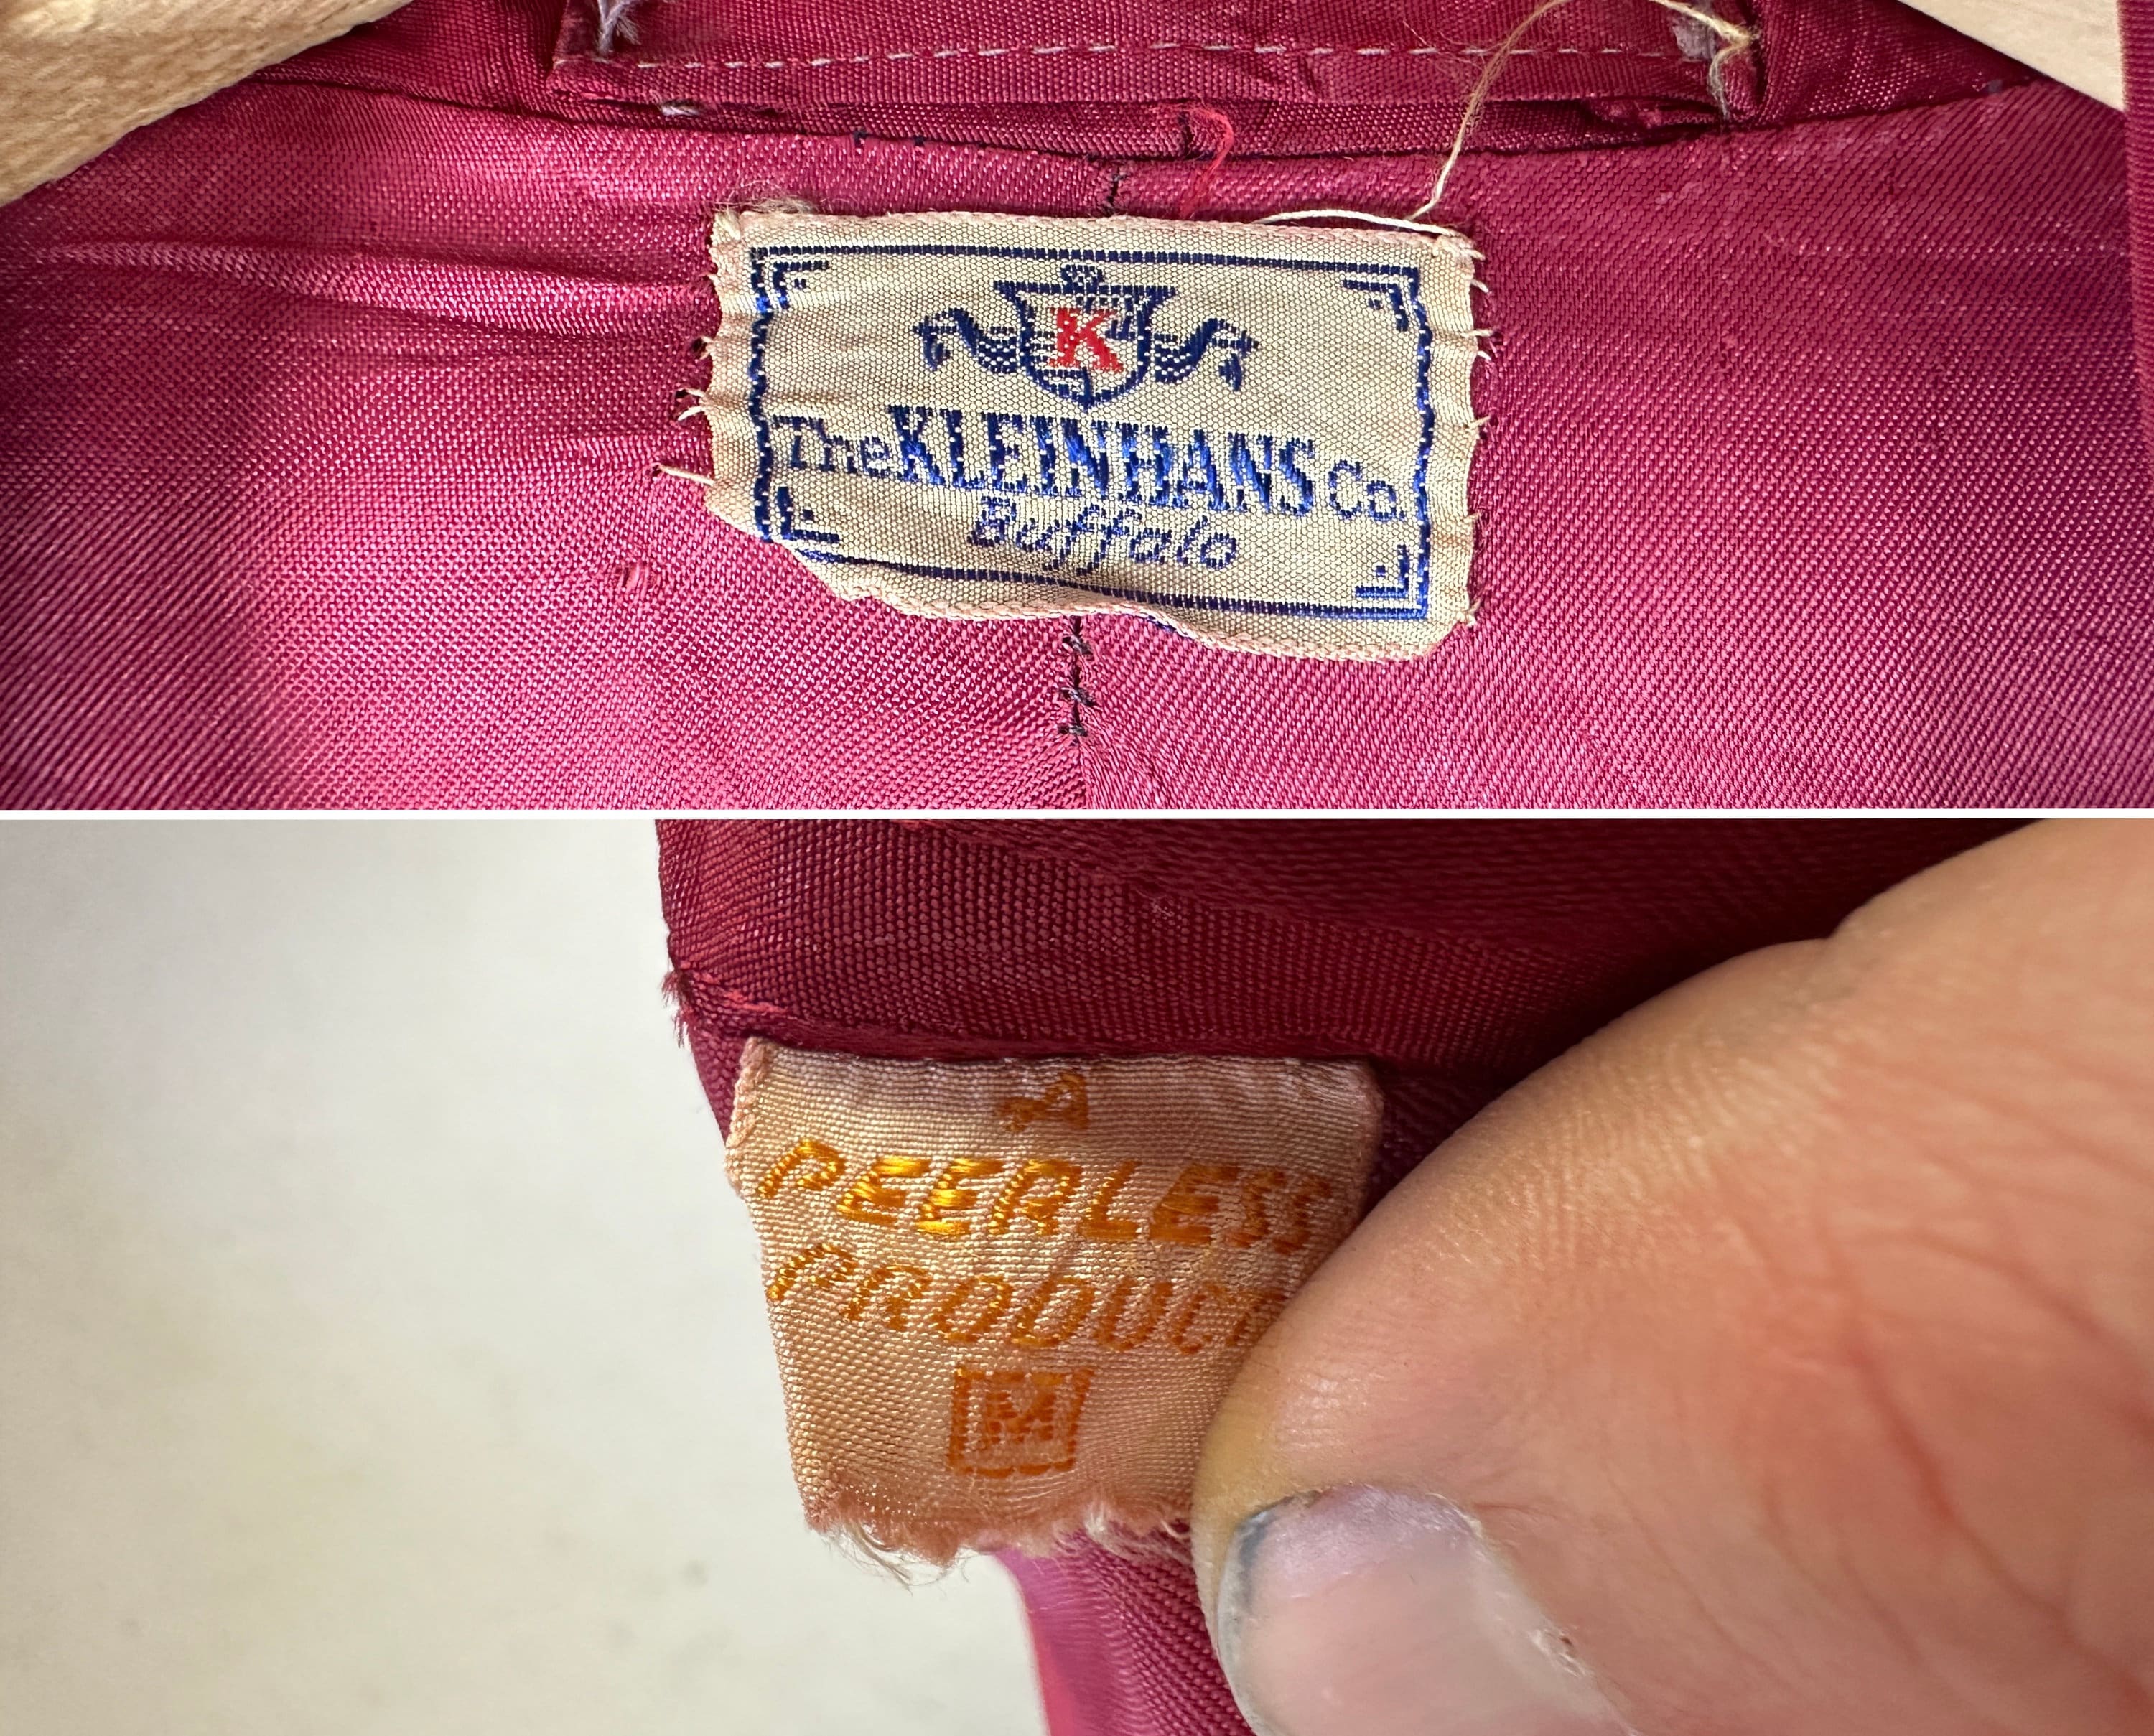 K
The KLEINHANS Co.
Buffalo
A
PEERLESS
PRODUCT
M